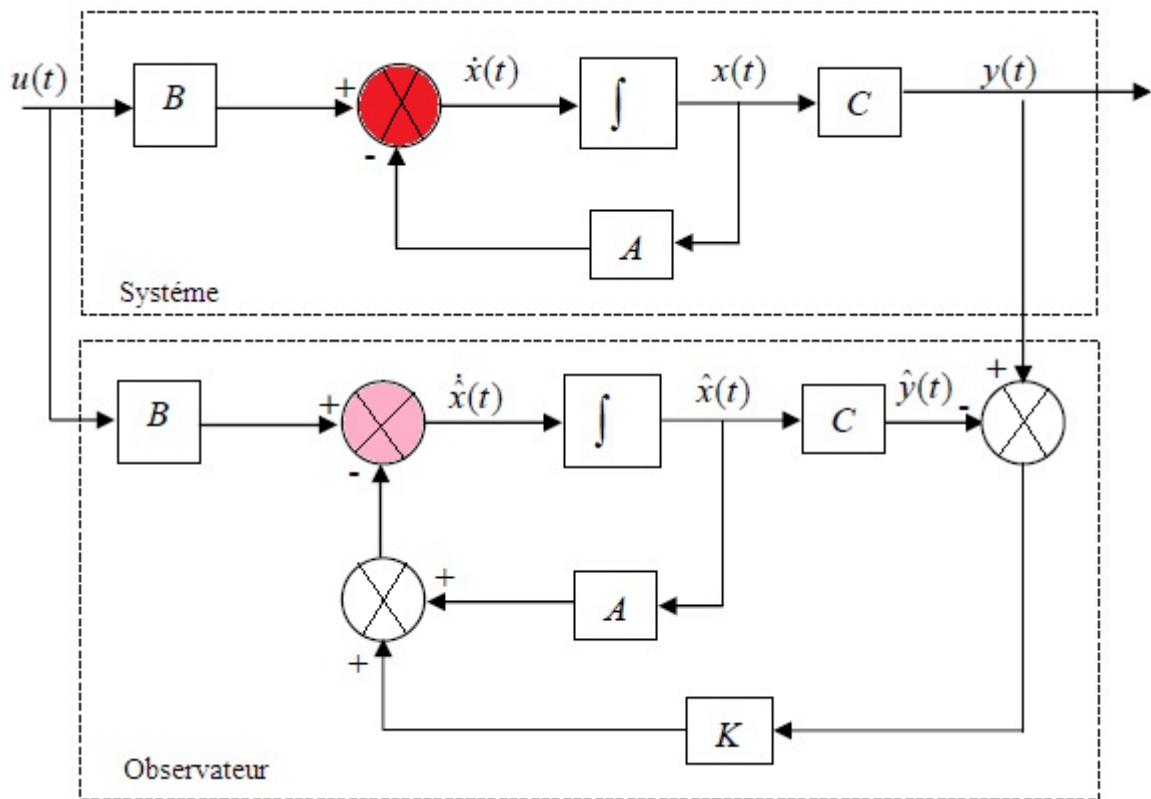 u(t)
B
+
-
ẋ(t)
∫
x(t)
C
y(t)
A
Systéme
B
+
-
x̂̇(t)
∫
x̂(t)
C
ŷ(t)
-
+
A
+
+
K
Observateur